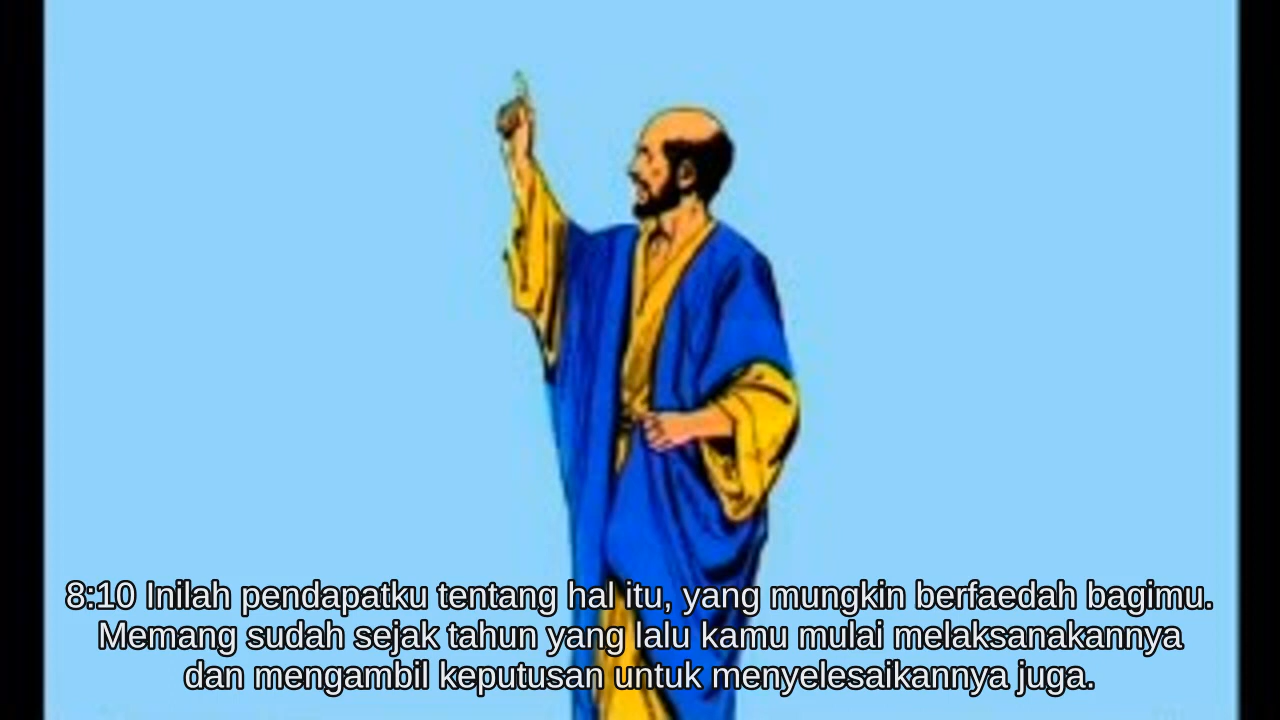 8:10 Inilah pendapatku tentang hal itu, yang mungkin berfaedah bagimu.
Memang sudah sejak tahun yang lalu kamu mulai melaksanakannya
dan mengambil keputusan untuk menyelesaikannya juga.